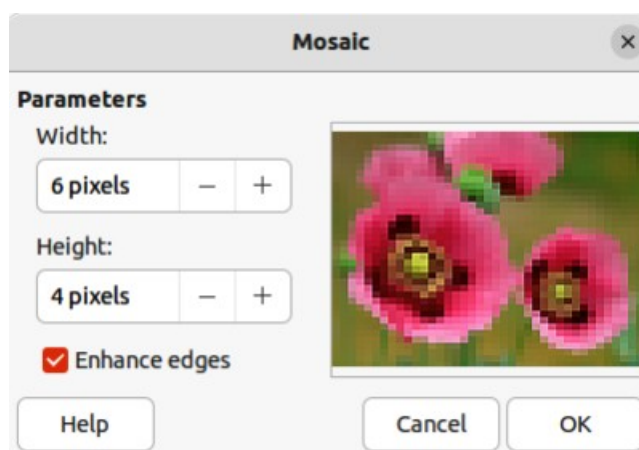 Mosaic
Parameters
Width:
6 pixels
Height:
4 pixels
Enhance edges
Help Cancel OK